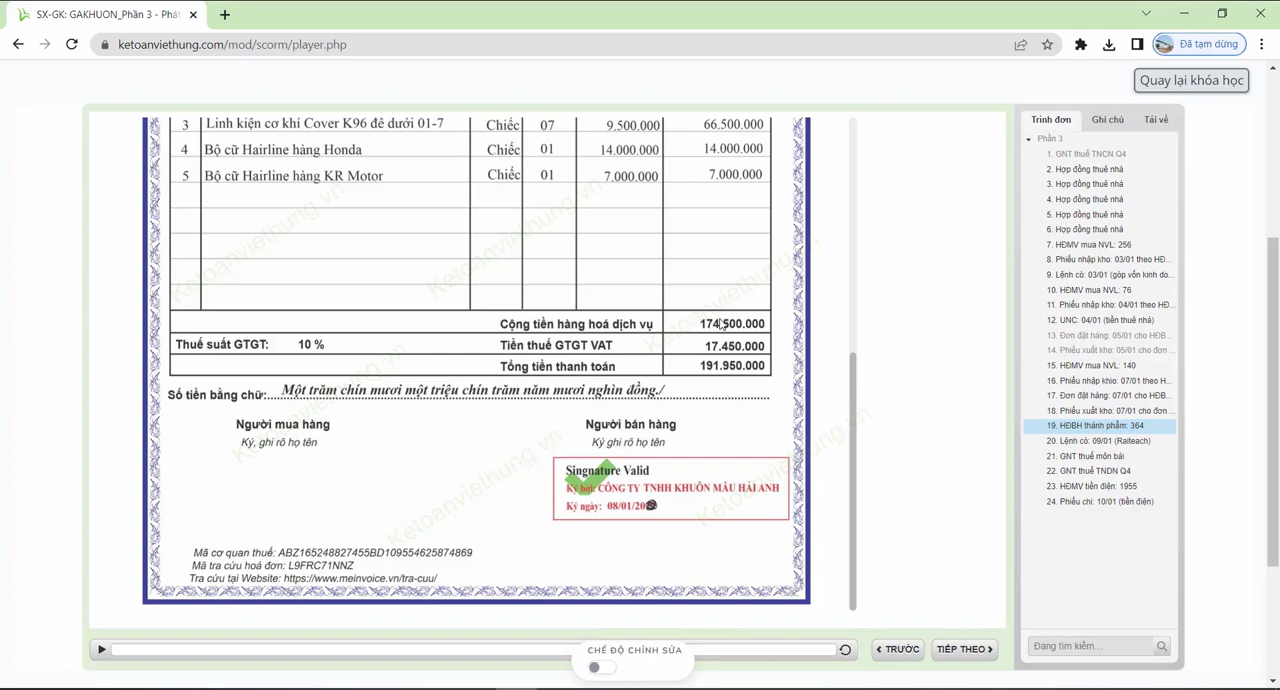 SX-GK: GAKHUON_Phần 3 - Phát
ketoanviethung.com/mod/scorm/player.php
Đã tạm dừng
Quay lại khóa học
3 Linh kiện cơ khí Cover K96 đê dưới 01-7 Chiếc 07 9.500.000 66.500.000
4 Bộ cữ Hairline hàng Honda Chiếc 01 14.000.000 14.000.000
5 Bộ cữ Hairline hàng KR Motor Chiếc 01 7.000.000 7.000.000
Cộng tiền hàng hoá dịch vụ 174.500.000
Thuế suất GTGT: 10 % Tiền thuế GTGT VAT 17.450.000
Tổng tiền thanh toán 191.950.000
Số tiền bằng chữ: Một trăm chín mươi một triệu chín trăm năm mươi nghìn đồng./
Người mua hàng Người bán hàng
Ký, ghi rõ họ tên Ký ghi rõ họ tên
Singnature Valid
Ký bởi: CÔNG TY TNHH KHUÔN MẪU HẢI ANH
Ký ngày: 08/01/20
Mã cơ quan thuế: ABZ165248827455BD109554625874869
Mã tra cứu hoá đơn: L9FRC71NNZ
Tra cứu tại Website: https://www.meinvoice.vn/tra-cuu/
Ketoanviethung.vn
Trình đơn Ghi chú Tài về
Phần 3
1. GNT thuế TNCN Q4
2. Hợp đồng thuê nhà
3. Hợp đồng thuê nhà
4. Hợp đồng thuê nhà
5. Hợp đồng thuê nhà
6. Hợp đồng thuê nhà
7. HĐMV mua NVL: 256
8. Phiếu nhập kho: 03/01 theo HĐ...
9. Lệnh có: 03/01 (góp vốn kinh do...
10. HĐMV mua NVL: 76
11. Phiếu nhập kho: 04/01 theo HĐ...
12. UNC: 04/01 (tiền thuê nhà)
13. Đơn đặt hàng: 05/01 cho HĐB...
14. Phiếu xuất kho: 05/01 cho đơn ...
15. HĐMV mua NVL: 140
16. Phiếu nhập kho: 07/01 theo H...
17. Đơn đặt hàng: 07/01 cho HĐB...
18. Phiếu xuất kho: 07/01 cho đơn ...
19. HĐBH thành phẩm: 364
20. Lệnh có: 09/01 (Raiteach)
21. GNT thuế môn bài
22. GNT thuế TNDN Q4
23. HĐMV tiền điện: 1955
24. Phiếu chi: 10/01 (tiền điện)
Đang tìm kiếm...
TRƯỚC TIẾP THEO
CHẾ ĐỘ CHỈNH SỬA